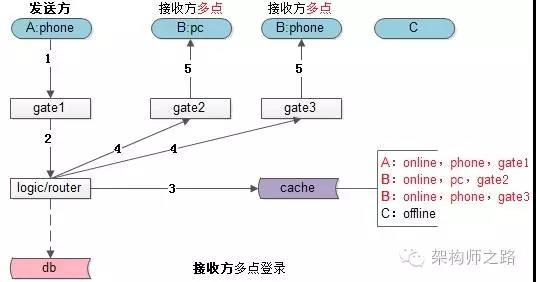 发送方
接收方多点
接收方多点
A:phone
B:pc
B:phone
C
1
5
5
gate1
gate2
gate3
2
4
4
logic/router
3
cache
A：online，phone，gate1
B：online，pc，gate2
B：online，phone，gate3
C：offline
db
接收方多点登录
架构师之路